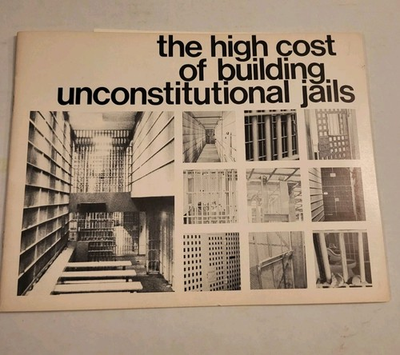 the high cost
of building
unconstitutional jails